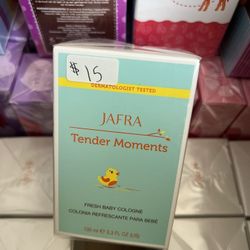 $15
DERMATOLOGIST TESTED
JAFRA
Tender Moments
FRESH BABY COLOGNE
COLONIA REFRESCANTE PARA BEBÉ